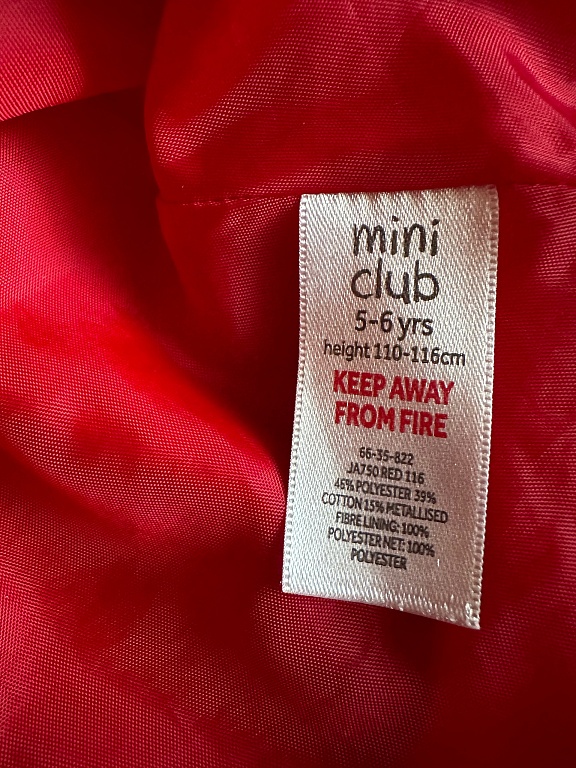 mini
club
5-6 yrs
height 110-116cm
KEEP AWAY
FROM FIRE
66-35-822
JA750 RED 116
46% POLYESTER 39%
COTTON 15% METALLISED
FIBRE LINING: 100%
POLYESTER NET: 100%
POLYESTER